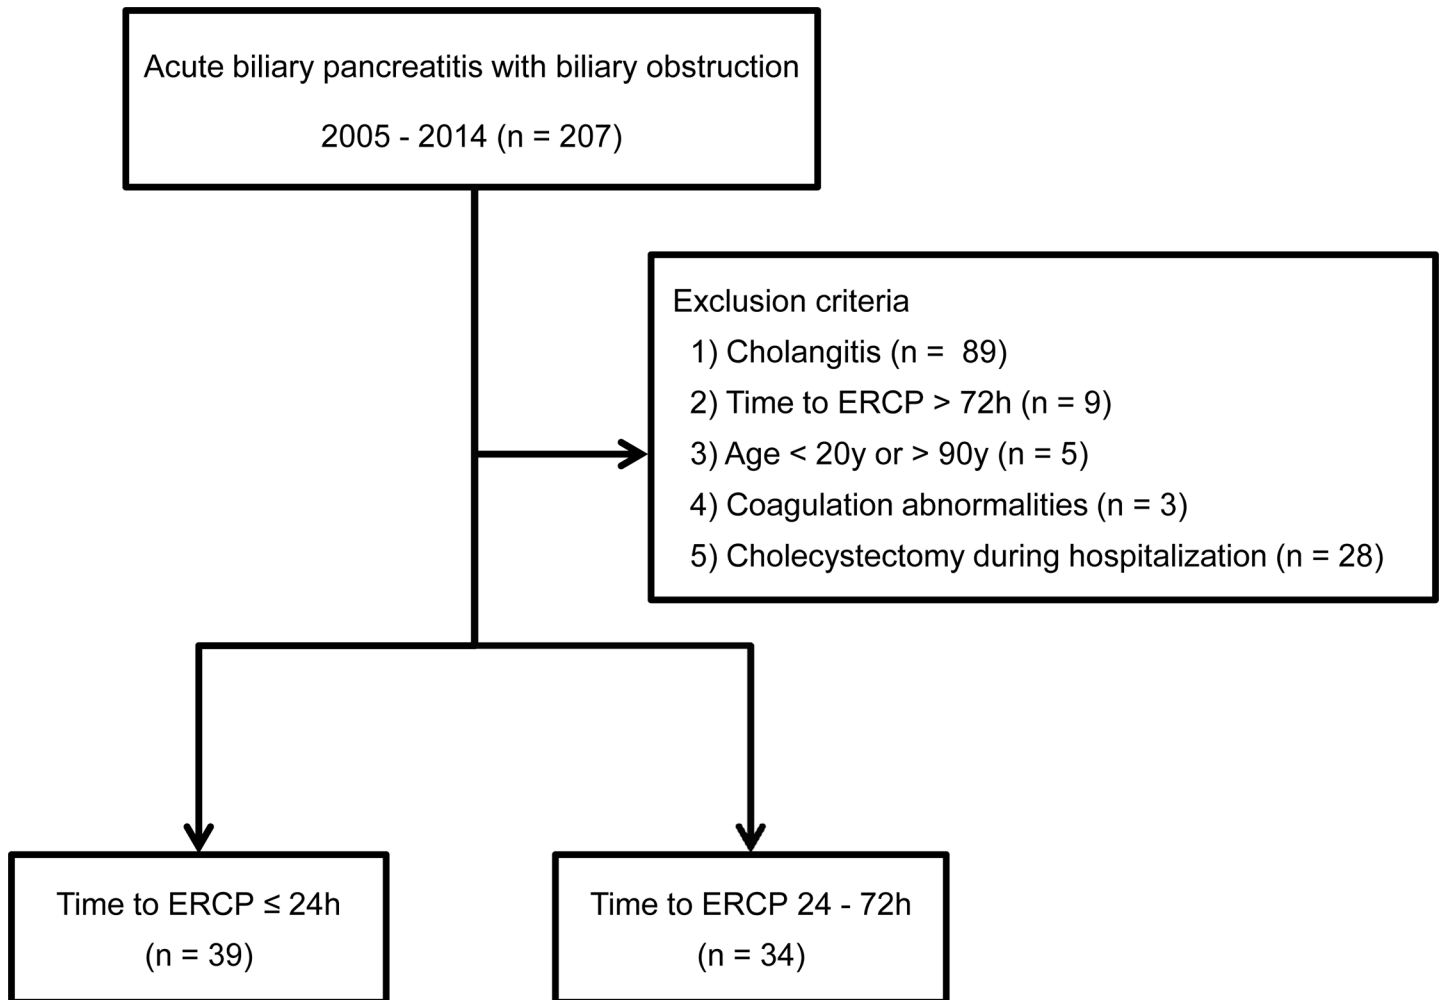 Acute biliary pancreatitis with biliary obstruction
2005 - 2014 (n = 207)
Exclusion criteria
1) Cholangitis (n =  89)
2) Time to ERCP > 72h (n = 9)
3) Age < 20y or > 90y (n = 5)
4) Coagulation abnormalities (n = 3)
5) Cholecystectomy during hospitalization (n = 28)
Time to ERCP ≤ 24h
(n = 39)
Time to ERCP 24 - 72h
(n = 34)